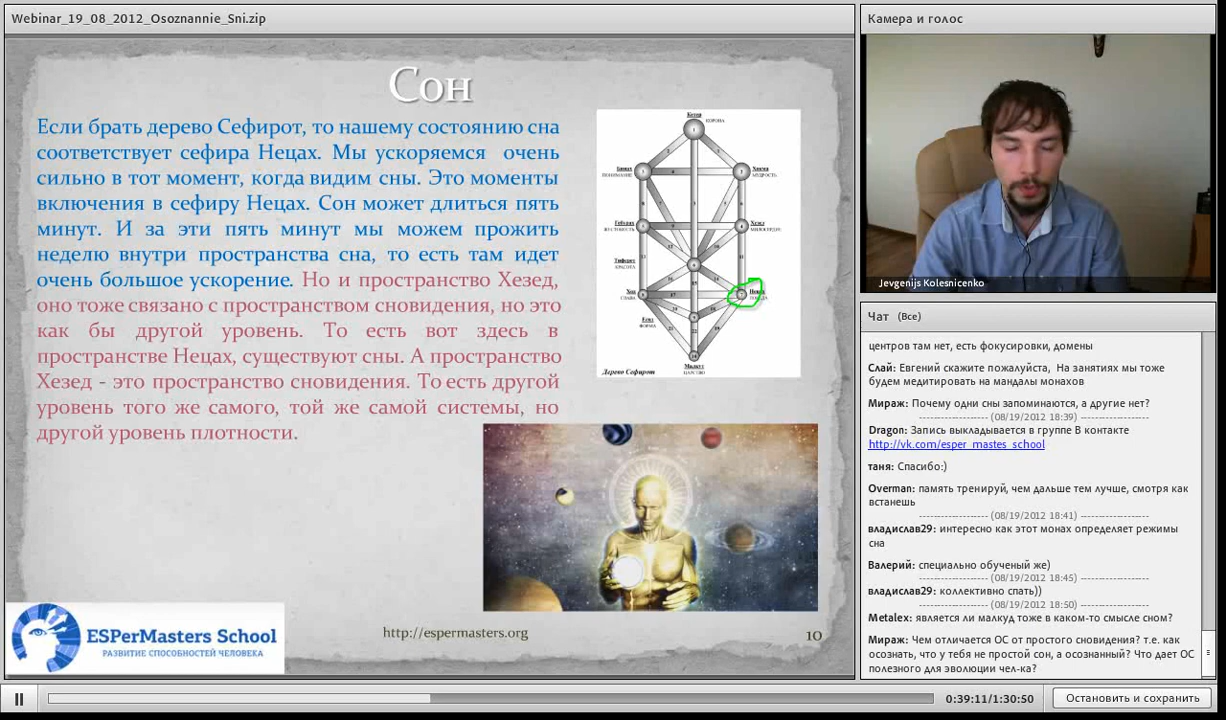 Webinar_19_08_2012_Osoznannie_Sni.zip
Сон
Если брать дерево Сефирот, то нашему состоянию сна
соответствует сефира Нецах. Мы ускоряемся очень
сильно в тот момент, когда видим сны. Это моменты
включения в сефиру Нецах. Сон может длиться пять
минут. И за эти пять минут мы можем прожить
неделю внутри пространства сна, то есть там идет
очень большое ускорение. Но и пространство Хезед,
оно тоже связано с пространством сновидения, но это
как бы другой уровень. То есть вот здесь в
пространстве Нецах, существуют сны. А пространство
Хезед - это пространство сновидения. То есть другой
уровень того же самого, той же самой системы, но
другой уровень плотности.
Кетер
КОРОНА
ПОНИМАНИЕ
МУДРОСТЬ
Тиферет
КРАСОТА
Ход
СЛАВА
ФОРМА
Малкут
ЦАРСТВО
Дерево Сефирот
ESPerMasters School
РАЗВИТИЕ СПОСОБНОСТЕЙ ЧЕЛОВЕКА
http://espermasters.org
10
Камера и голос
Jevgenijs Kolesnicenko
Чат (Все)
центров там нет, есть фокусировки, домены
Слай: Евгений скажите пожалуйста, На занятиях мы тоже
будем медитировать на мандалы монахов
Мираж: Почему одни сны запоминаются, а другие нет?
------------------- (08/19/2012 18:39) -------------------
Dragon: Запись выкладывается в группе В контакте
http://vk.com/esper_mastes_school
таня: Спасибо:)
Overman: память тренируй, чем дальше тем лучше, смотря как
встанешь
------------------- (08/19/2012 18:41) -------------------
владислав29: интересно как этот монах определяет режимы
сна
Валерий: специально обученый же)
------------------- (08/19/2012 18:45) -------------------
владислав29: коллективно спать))
------------------- (08/19/2012 18:50) -------------------
Metalex: является ли малкуд тоже в каком-то смысле сном?
Мираж: Чем отличается ОС от простого сновидения? т.е. как
осознать, что у тебя не простой сон, а осознанный? Что дает ОС
полезного для эволюции чел-ка?
0:39:11/1:30:50
Остановить и сохранить